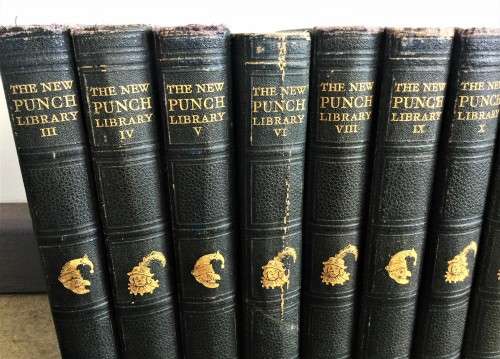 THE NEW
PUNCH
LIBRARY
III
THE NEW
PUNCH
LIBRARY
IV
THE NEW
PUNCH
LIBRARY
V
THE NEW
PUNCH
LIBRARY
VI
THE NEW
PUNCH
LIBRARY
VIII
THE NEW
PUNCH
LIBRARY
IX
THE NEW
PUNCH
LIBRARY
X